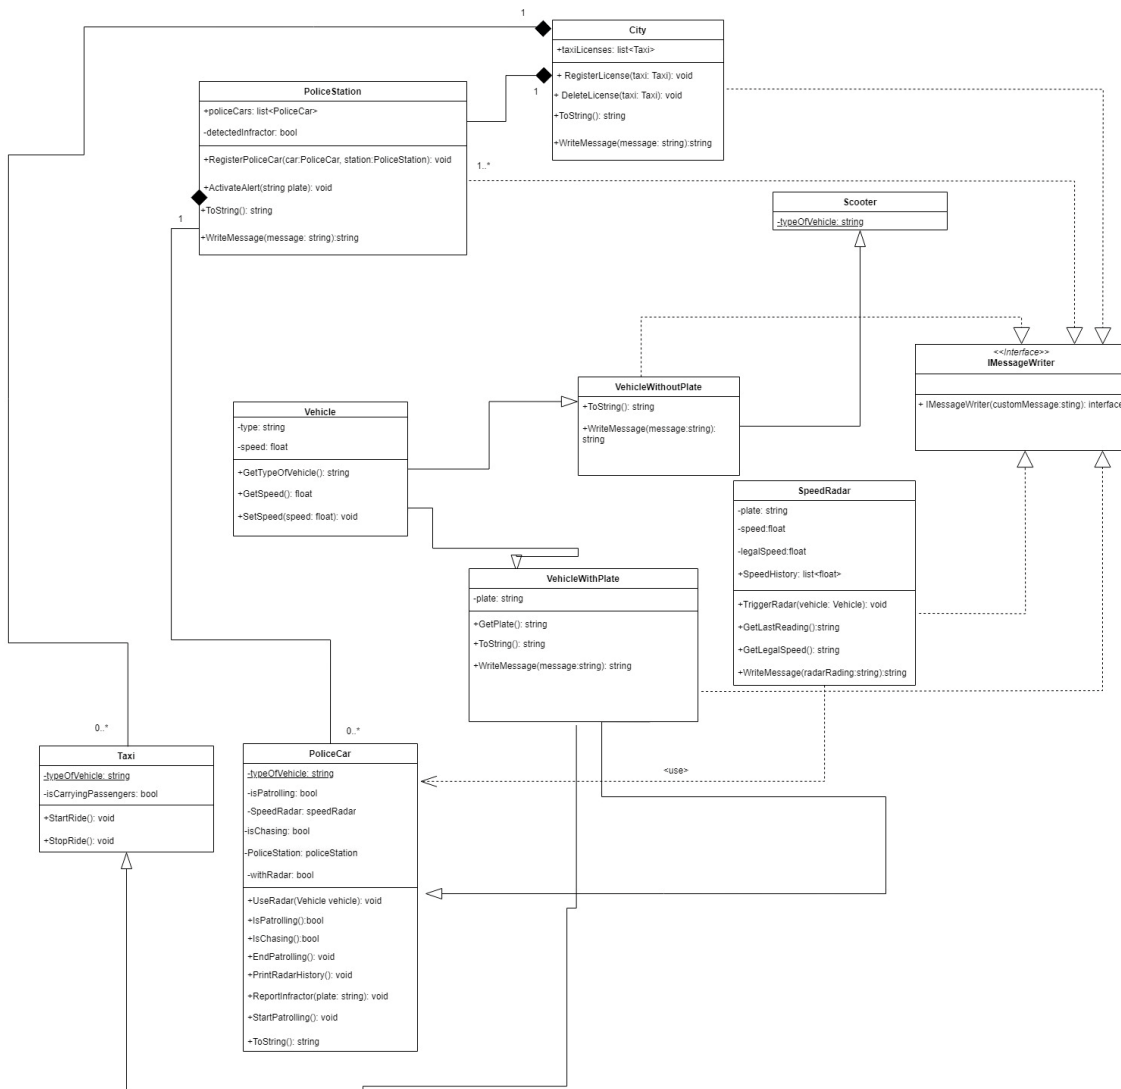 1
City
+taxiLicenses: list<Taxi>
+ RegisterLicense(taxi: Taxi): void
+ DeleteLicense(taxi: Taxi): void
+ToString(): string
+WriteMessage(message: string):string
1
PoliceStation
+policeCars: list<PoliceCar>
-detectedInfractor: bool
+RegisterPoliceCar(car:PoliceCar, station:PoliceStation): void
+ActivateAlert(string plate): void
+ToString(): string
+WriteMessage(message: string):string
1..*
1
Scooter
-typeOfVehicle: string
<<Interface>>
IMessageWriter
+ IMessageWriter(customMessage:sting): interface
VehicleWithoutPlate
+ToString(): string
+WriteMessage(message:string):
string
Vehicle
-type: string
-speed: float
+GetTypeOfVehicle(): string
+GetSpeed(): float
+SetSpeed(speed: float): void
SpeedRadar
-plate: string
-speed:float
-legalSpeed:float
+SpeedHistory: list<float>
+TriggerRadar(vehicle: Vehicle): void
+GetLastReading():string
+GetLegalSpeed(): string
+WriteMessage(radarRading:string):string
VehicleWithPlate
-plate: string
+GetPlate(): string
+ToString(): string
+WriteMessage(message:string): string
0..*
0..*
Taxi
-typeOfVehicle: string
-isCarryingPassengers: bool
+StartRide(): void
+StopRide(): void
PoliceCar
-typeOfVehicle: string
-isPatrolling: bool
-SpeedRadar: speedRadar
-isChasing: bool
-PoliceStation: policeStation
-withRadar: bool
+UseRadar(Vehicle vehicle): void
+IsPatrolling():bool
+IsChasing():bool
+EndPatrolling(): void
+PrintRadarHistory(): void
+ReportInfractor(plate: string): void
+StartPatrolling(): void
+ToString(): string
<use>